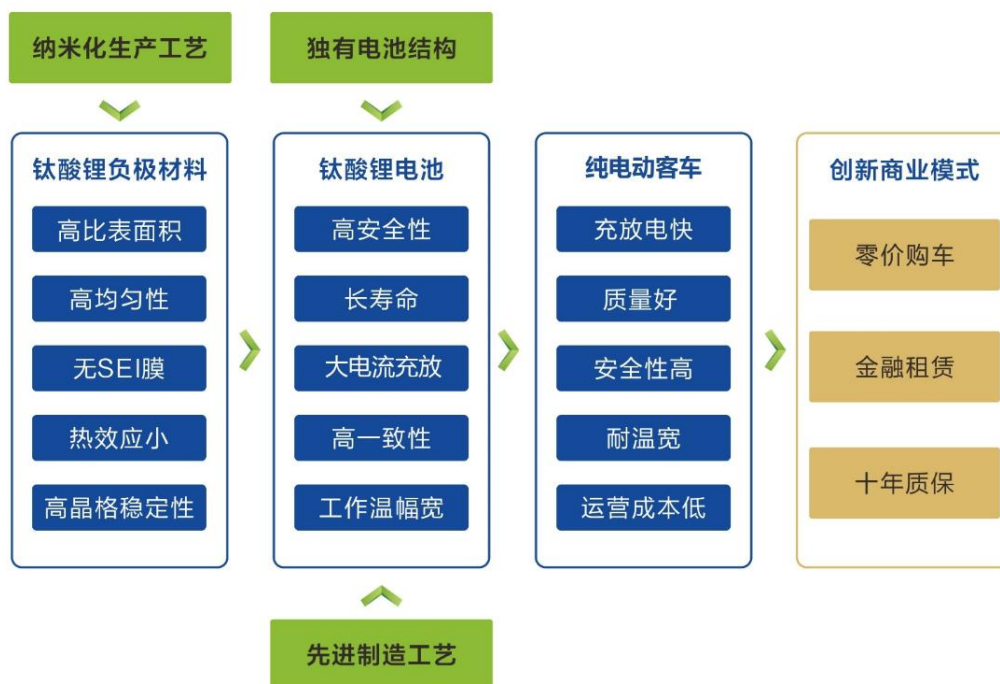 纳米化生产工艺
独有电池结构
钛酸锂负极材料
高比表面积
高均匀性
无SEI膜
热效应小
高晶格稳定性
钛酸锂电池
高安全性
长寿命
大电流充放
高一致性
工作温幅宽
纯电动客车
充放电快
质量好
安全性高
耐温宽
运营成本低
创新商业模式
零价购车
金融租赁
十年质保
先进制造工艺